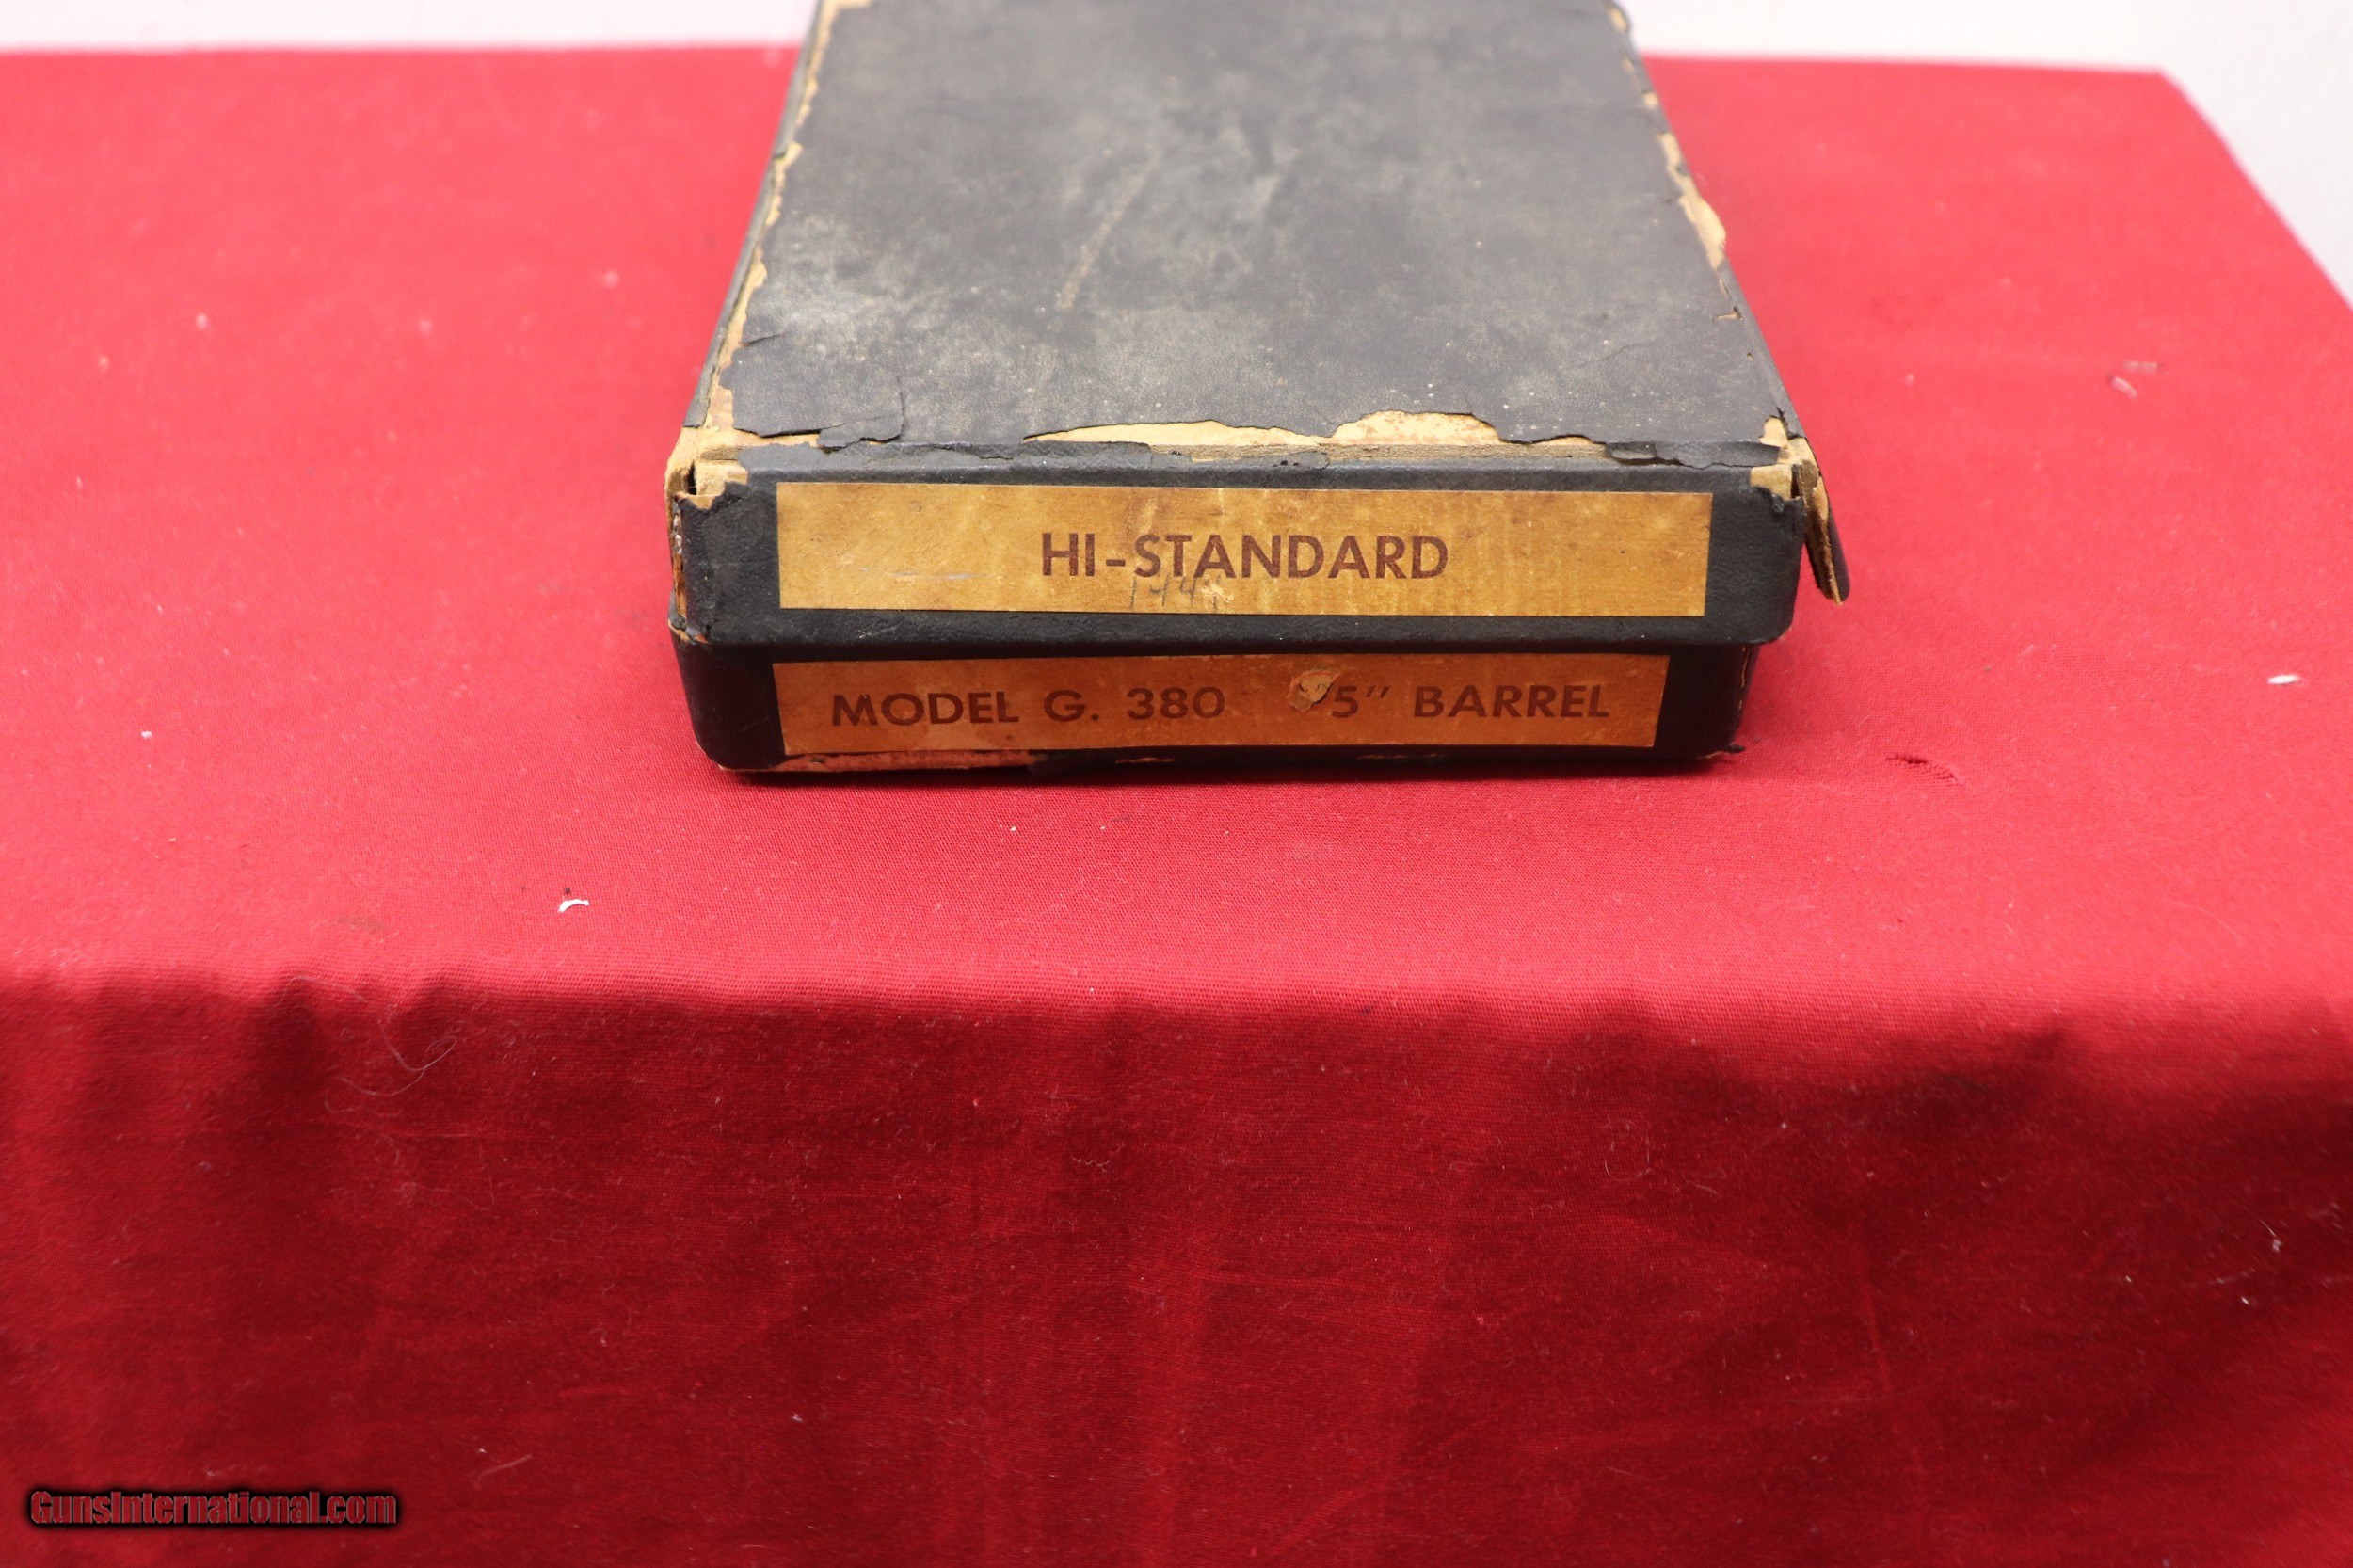 HI-STANDARD
MODEL G. 380 5" BARREL
GunsInternational.com